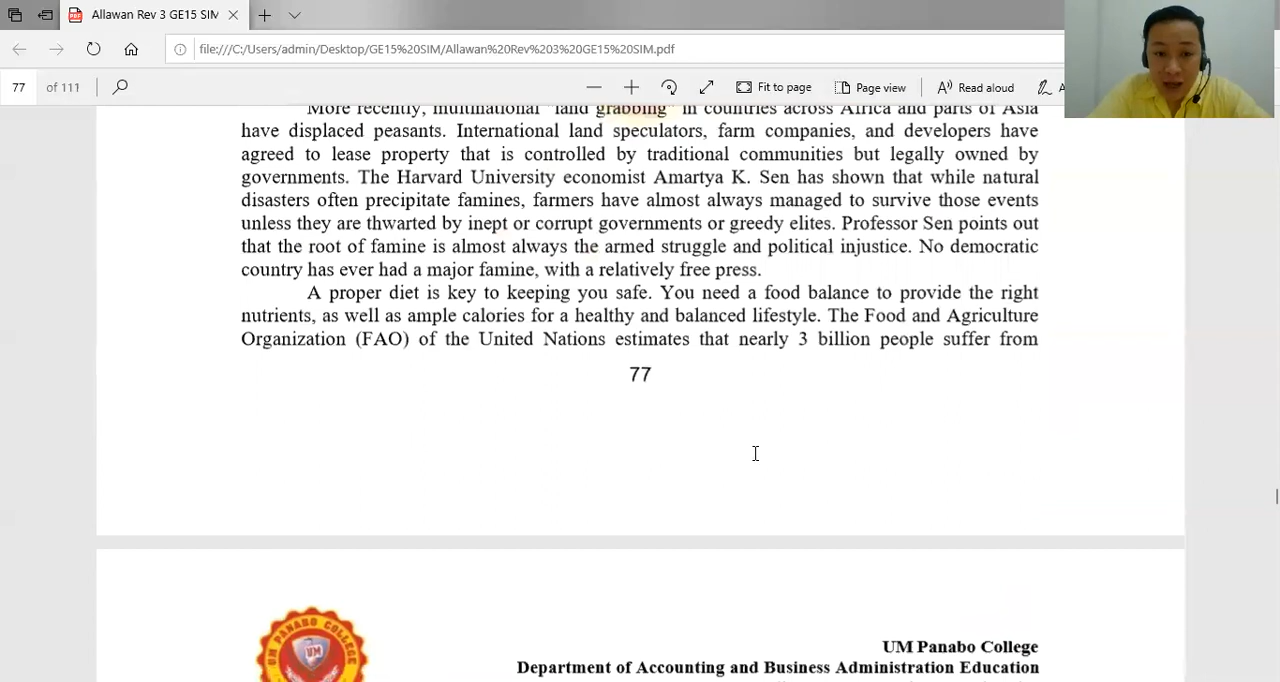 Allawan Rev 3 GE15 SIM
file:///C:/Users/admin/Desktop/GE15%20SIM/Allawan%20Rev%203%20GE15%20SIM.pdf
77 of 111
Fit to page
Page view
Read aloud
More recently, multinational "land grabbing" in countries across Africa and parts of Asia
have displaced peasants. International land speculators, farm companies, and developers have
agreed to lease property that is controlled by traditional communities but legally owned by
governments. The Harvard University economist Amartya K. Sen has shown that while natural
disasters often precipitate famines, farmers have almost always managed to survive those events
unless they are thwarted by inept or corrupt governments or greedy elites. Professor Sen points out
that the root of famine is almost always the armed struggle and political injustice. No democratic
country has ever had a major famine, with a relatively free press.
A proper diet is key to keeping you safe. You need a food balance to provide the right
nutrients, as well as ample calories for a healthy and balanced lifestyle. The Food and Agriculture
Organization (FAO) of the United Nations estimates that nearly 3 billion people suffer from
77
UM PANABO COLLEGE
UM
UM Panabo College
Department of Accounting and Business Administration Education